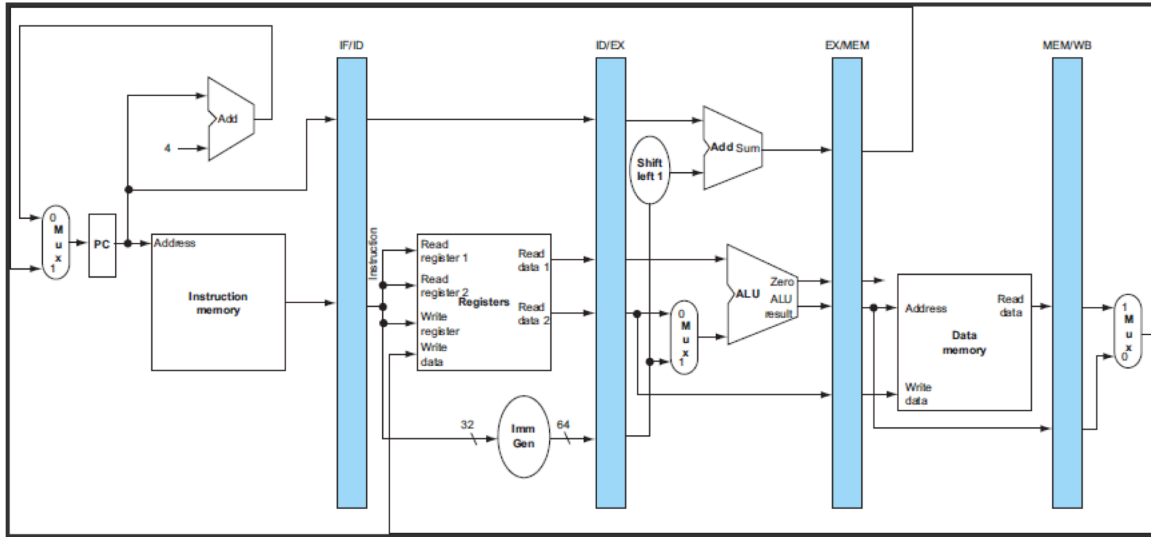 IF/ID
ID/EX
EX/MEM
MEM/WB
Add
4
Add Sum
Shift
left 1
0
M
u
x
1
PC
Address
Instruction
memory
Instruction
Read
register 1
Read
register 2
Registers
Write
register
Write
data
Read
data 1
Read
data 2
0
M
u
x
1
Zero
ALU
ALU
result
Address
Read
data
Data
memory
Write
data
1
M
u
x
0
32
Imm
Gen
64